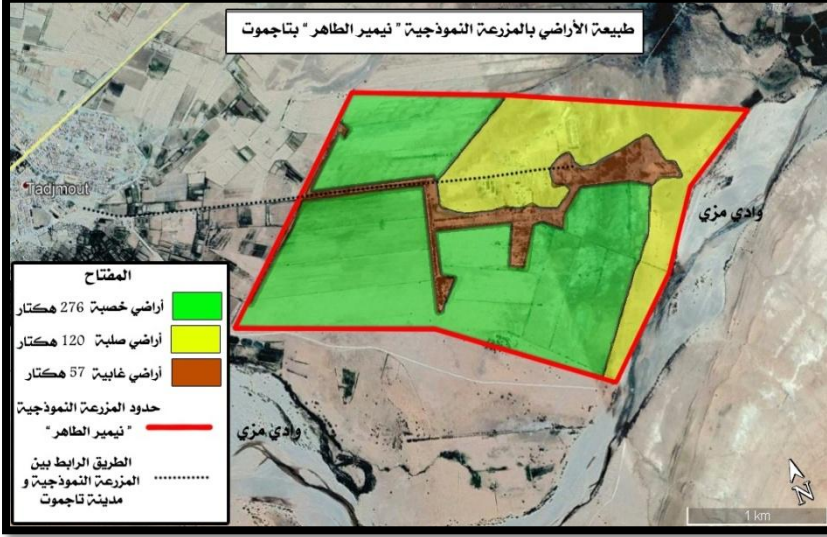 طبيعة الأراضي بالمزرعة النموذجية " نيمير الطاهر " بتاجموت
Tadjmout
وادي مزي
المفتاح
أراضي خصبة 276 هكتار
أراضي صلبة 120 هكتار
أراضي غابية 57 هكتار
حدود المزرعة النموذجية
" نيمير الطاهر "
الطريق الرابط بين
المزرعة النموذجية و
مدينة تاجموت
وادي مزي
N
1 km